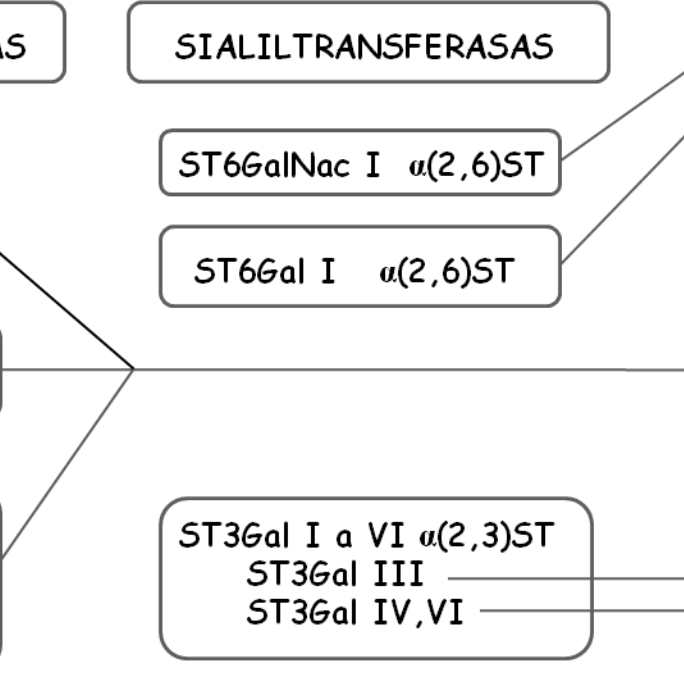 SIALILTRANSFERASAS
ST6GalNac I α(2,6)ST
ST6Gal I α(2,6)ST
ST3Gal I a VI α(2,3)ST
ST3Gal III
ST3Gal IV,VI